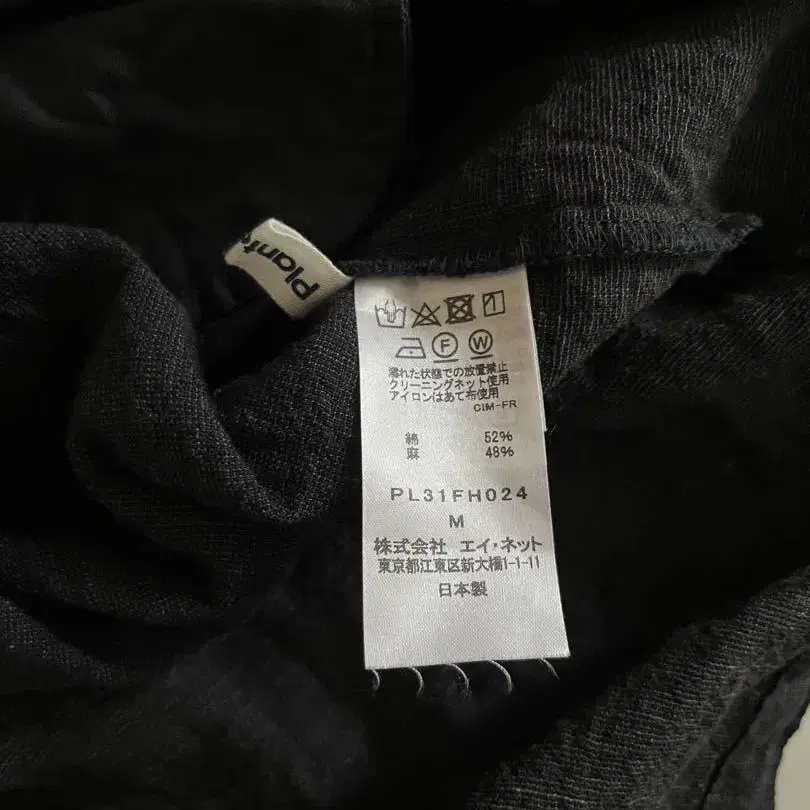 Planto
F W
濡れた状態での放置禁止
クリーニングネット使用
アイロンはあて布使用
CIM-FR
綿 52%
麻 48%
PL31FH024
M
株式会社 エイ・ネット
東京都江東区新大橋1-1-11
日本製